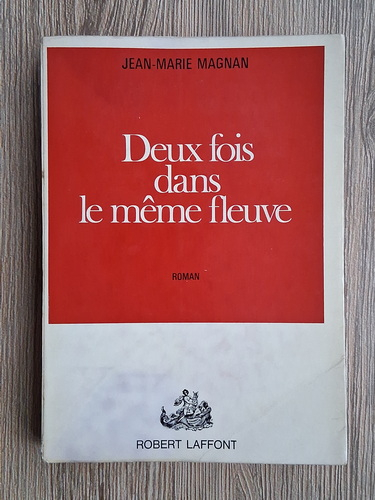 JEAN-MARIE MAGNAN
Deux fois
dans
le même fleuve
ROMAN
ROBERT LAFFONT